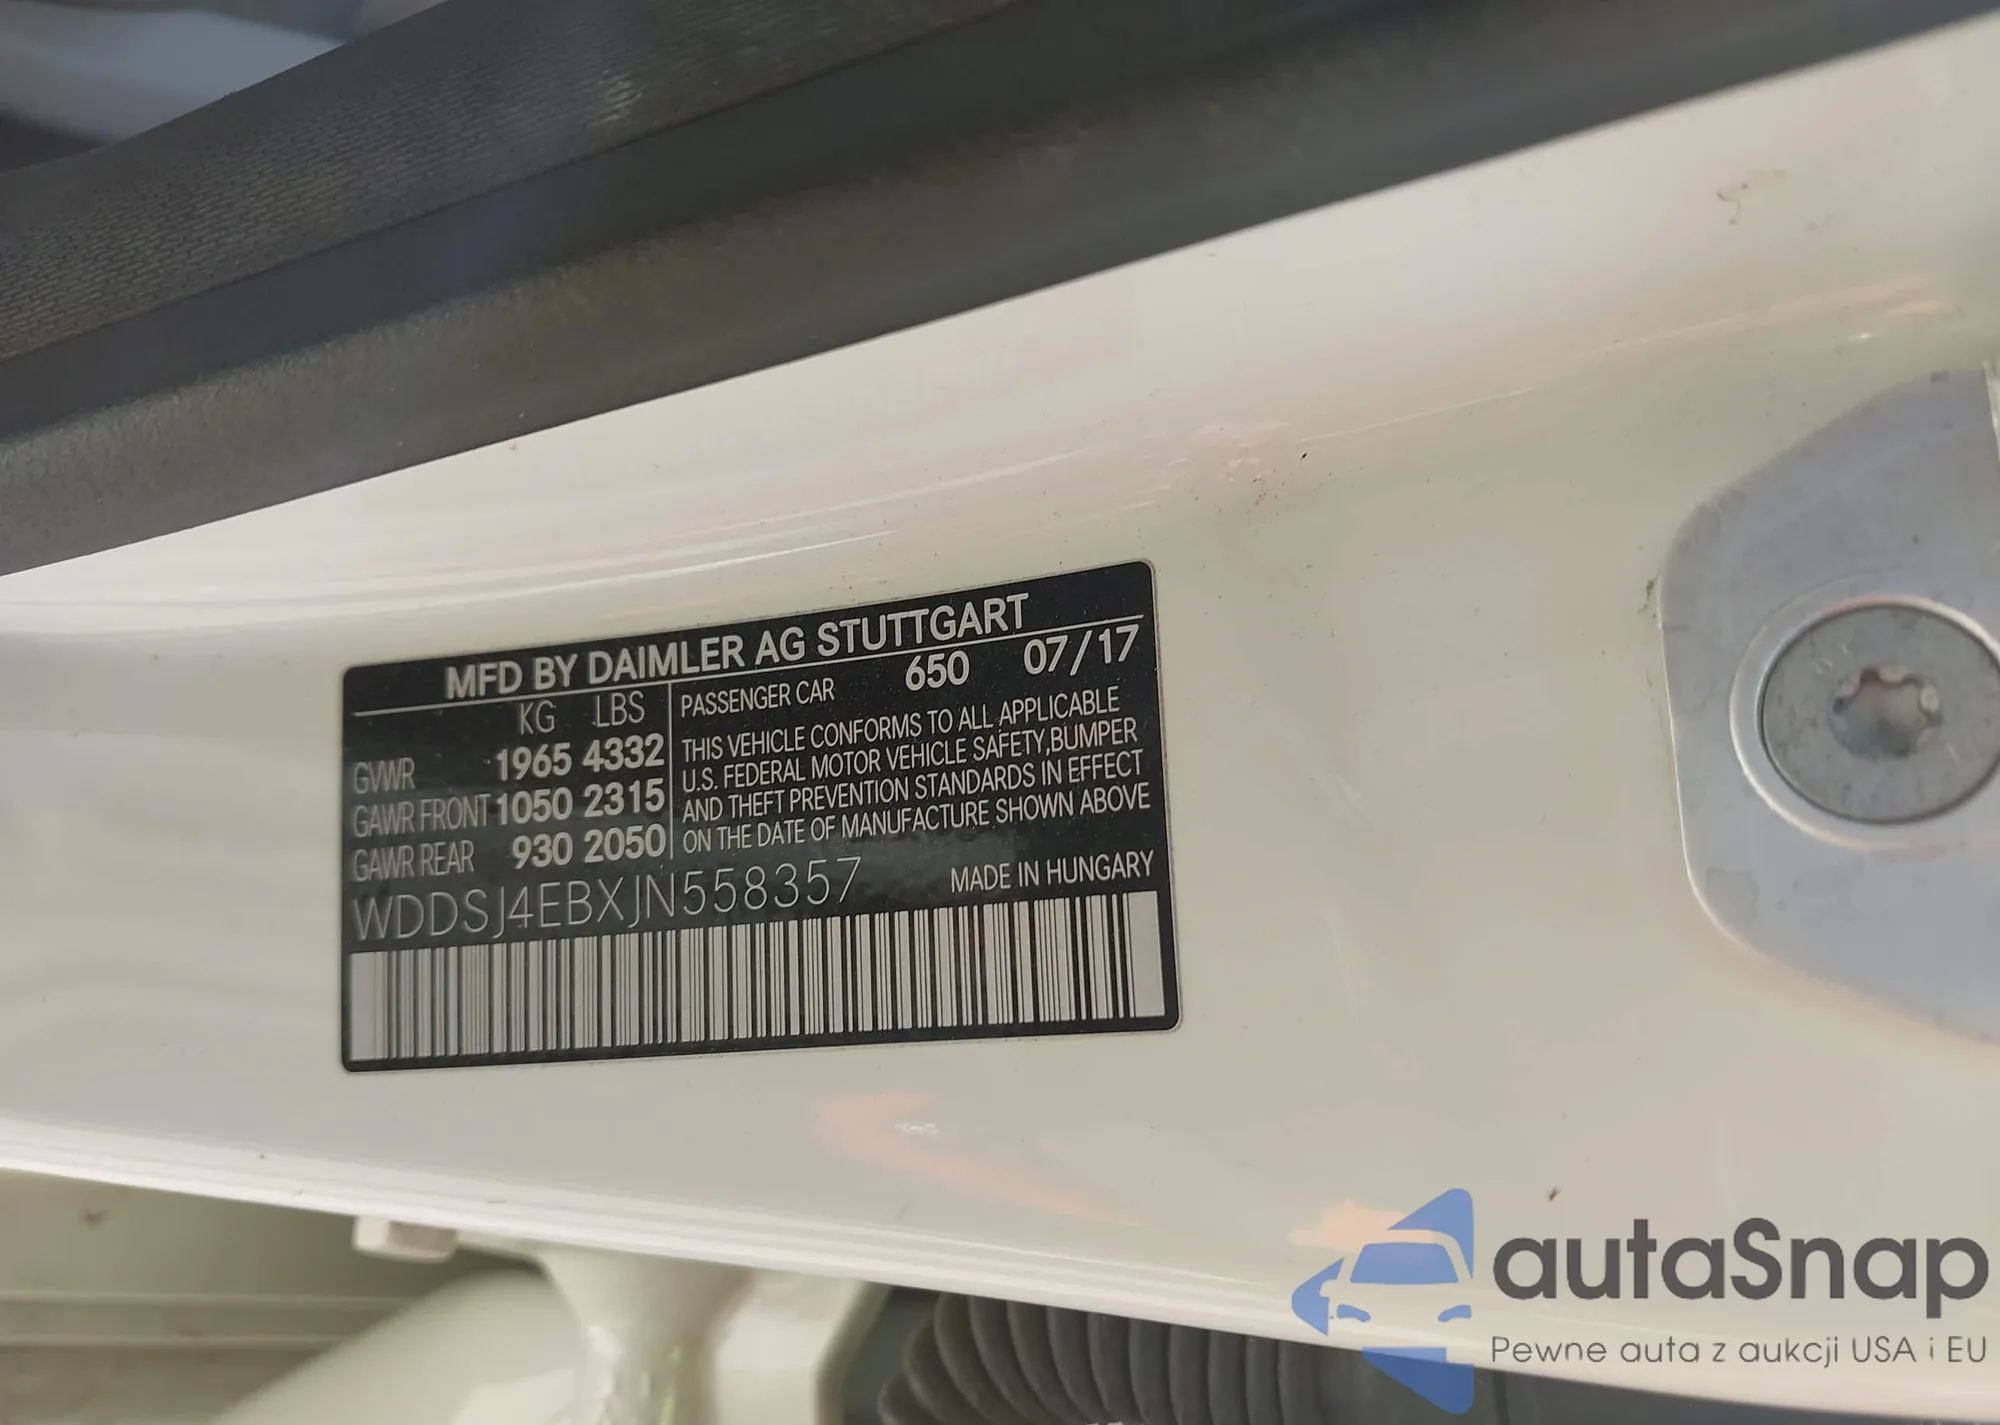 MFD BY DAIMLER AG STUTTGART
KG LBS
GVWR 1965 4332
GAWR FRONT 1050 2315
GAWR REAR 930 2050
PASSENGER CAR 650 07/17
THIS VEHICLE CONFORMS TO ALL APPLICABLE
U.S. FEDERAL MOTOR VEHICLE SAFETY,BUMPER
AND THEFT PREVENTION STANDARDS IN EFFECT
ON THE DATE OF MANUFACTURE SHOWN ABOVE
WDDSJ4EBXJN558357
MADE IN HUNGARY
autaSnap
Pewne auta z aukcji USA i EU